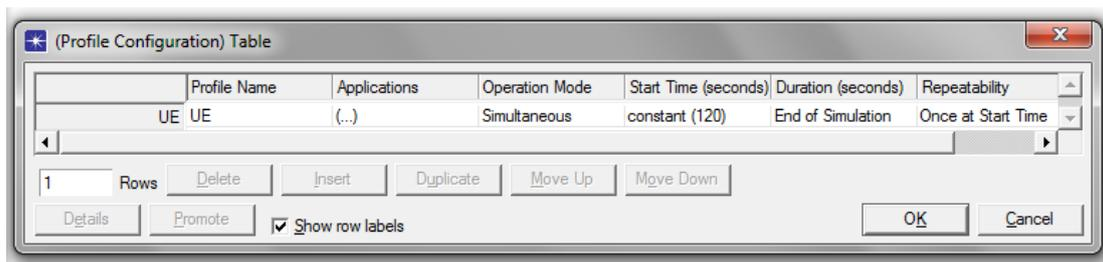 (Profile Configuration) Table
Profile Name Applications Operation Mode Start Time (seconds) Duration (seconds) Repeatability
UE UE (...) Simultaneous constant (120) End of Simulation Once at Start Time
1 Rows Delete Insert Duplicate Move Up Move Down
Details Promote Show row labels OK Cancel